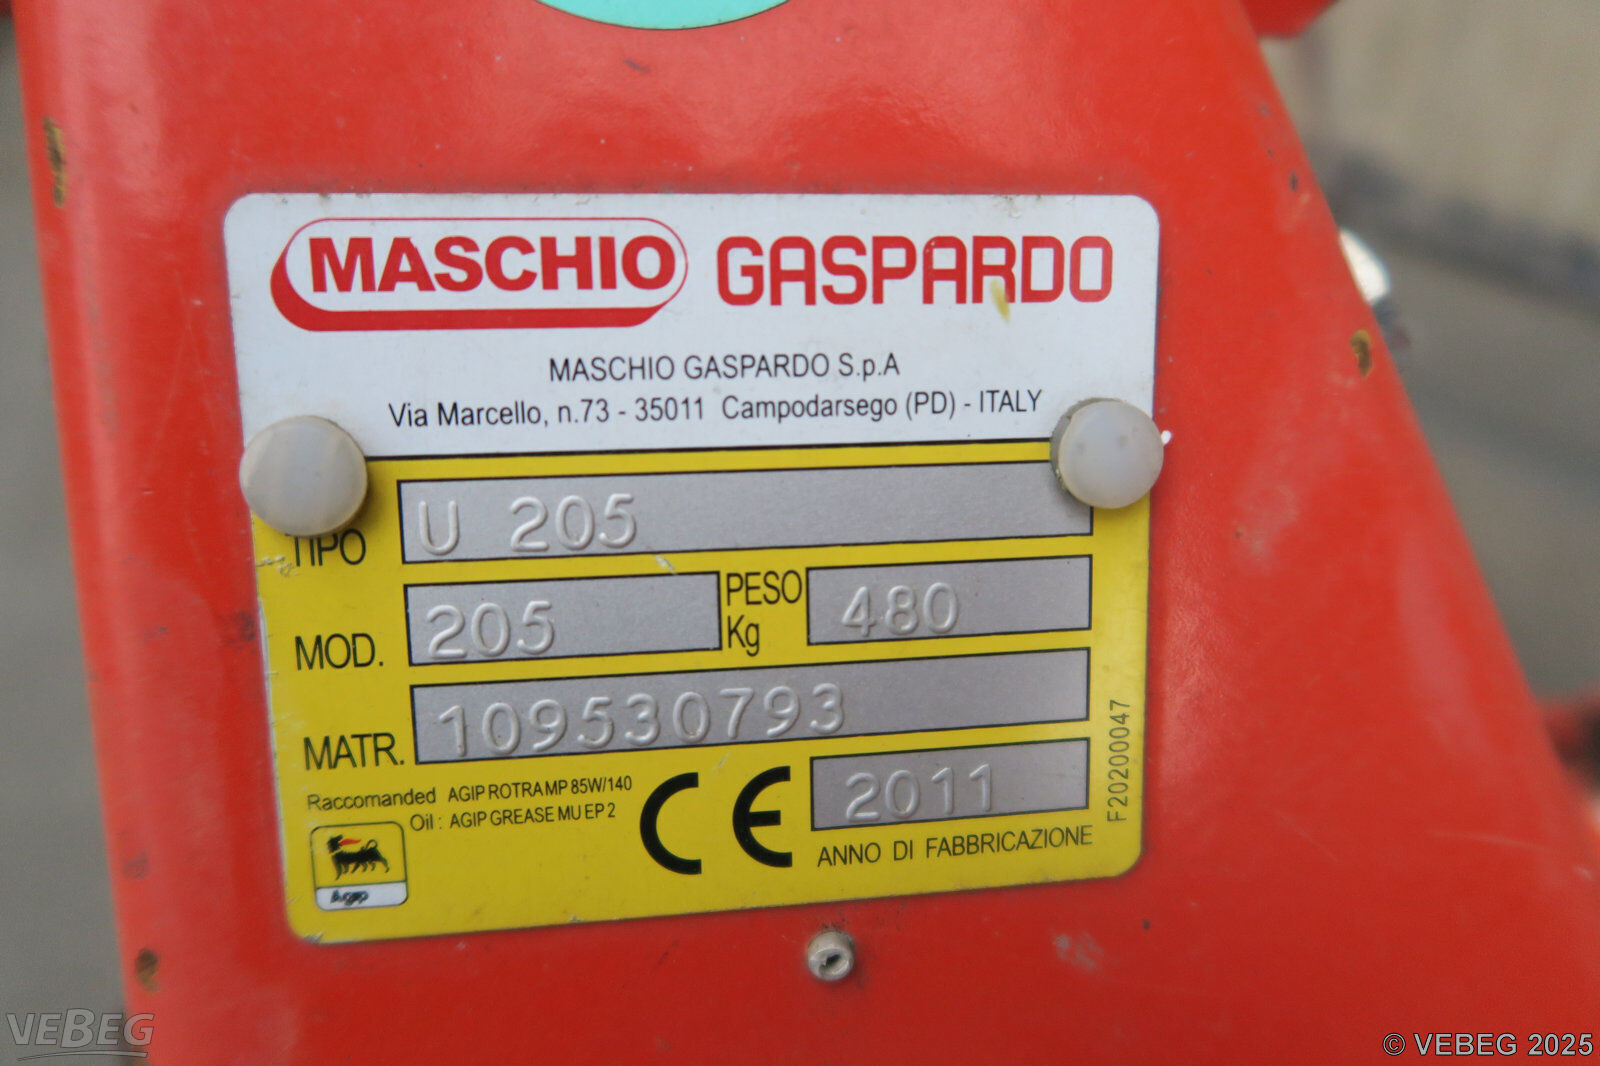 MASCHIO GASPARDO
MASCHIO GASPARDO S.p.A
Via Marcello, n.73 - 35011 Campodarsego (PD) - ITALY
TIPO U 205
MOD. 205 PESO Kg 480
MATR. 109530793
Raccomanded AGIP ROTRA MP 85W/140
Oil : AGIP GREASE MU EP 2
CE 2011
ANNO DI FABBRICAZIONE
Agip
F20200047
VEBEG
© VEBEG 2025